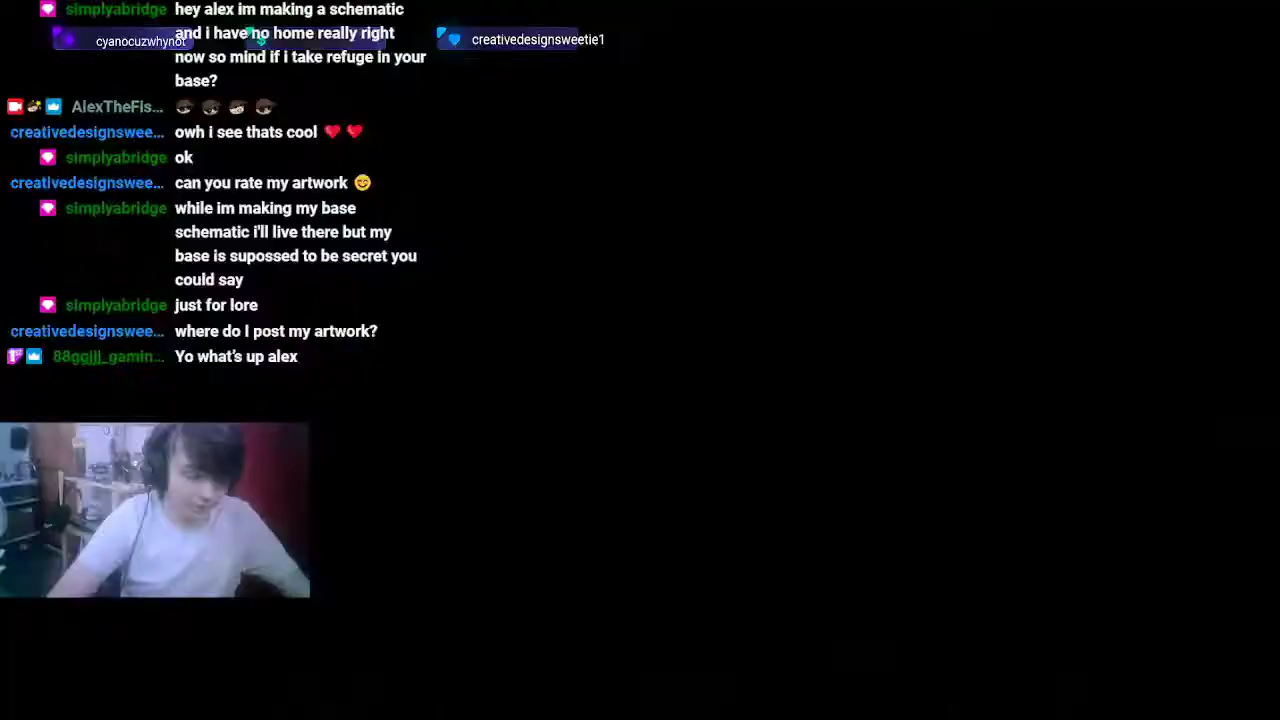 simplyabridge hey alex im making a schematic
and i have no home really right
cyanocuzwhynot
creativedesignsweetie1
now so mind if i take refuge in your
base?
AlexTheFis...
creativedesignswee... owh i see thats cool ❤️ ❤️
simplyabridge ok
creativedesignswee... can you rate my artwork 😊
simplyabridge while im making my base
schematic i'll live there but my
base is supossed to be secret you
could say
simplyabridge just for lore
creativedesignswee... where do I post my artwork?
88ggjjj_gamin... Yo what's up alex